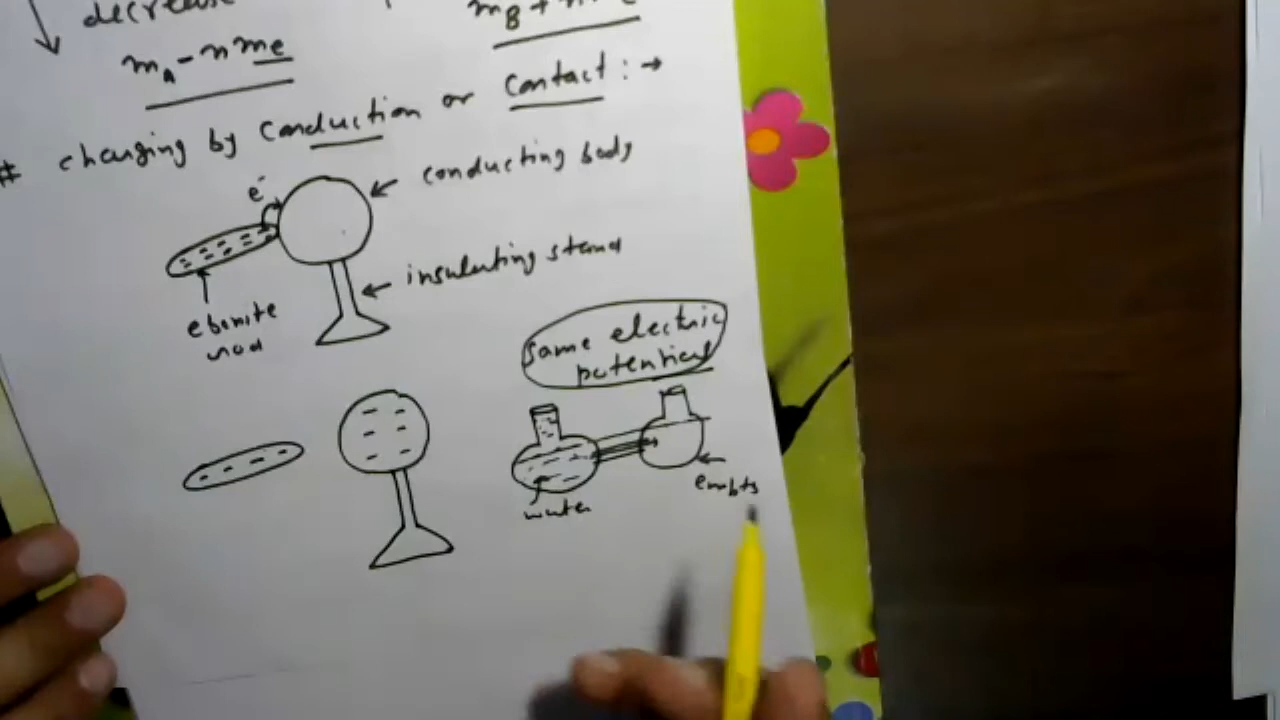 decrease
mA - nme
mB + n
# charging by conduction or contact : →
e-
conducting body
insulating stand
ebonite
rod
same electric
potential
water
empty